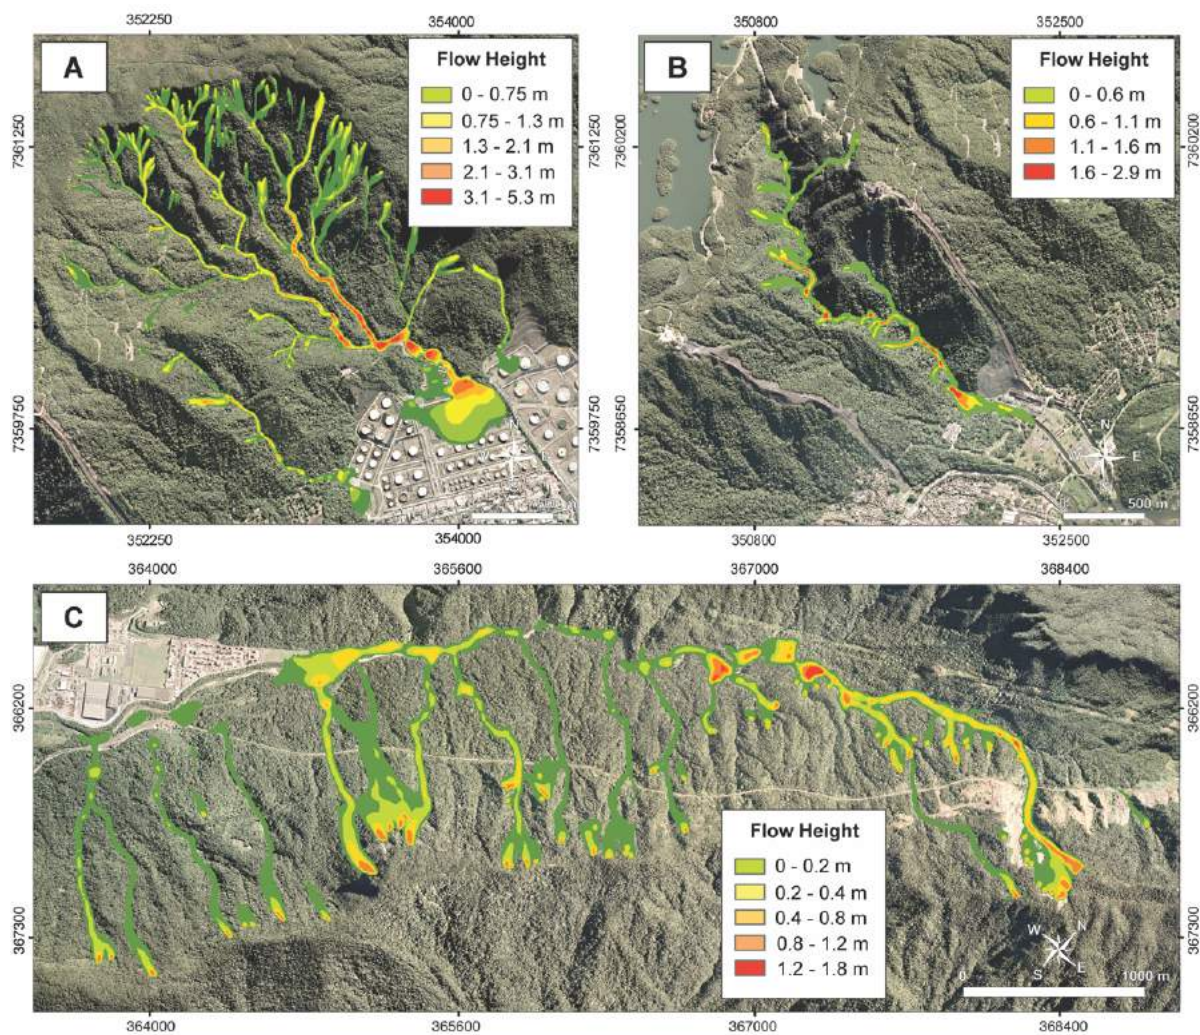 352250 354000
A
Flow Height
0 - 0.75 m
0.75 - 1.3 m
1.3 - 2.1 m
2.1 - 3.1 m
3.1 - 5.3 m
7361250 7361250
7359750 7359750
352250 354000
350800 352500
B
Flow Height
0 - 0.6 m
0.6 - 1.1 m
1.1 - 1.6 m
1.6 - 2.9 m
7360200 7360200
7358650 7358650
N
E
500 m
350800 352500
364000 365600 367000 368400
C
366200 366200
367300 367300
Flow Height
0 - 0.2 m
0.2 - 0.4 m
0.4 - 0.8 m
0.8 - 1.2 m
1.2 - 1.8 m
W N
S E
0 1000 m
364000 365600 367000 368400